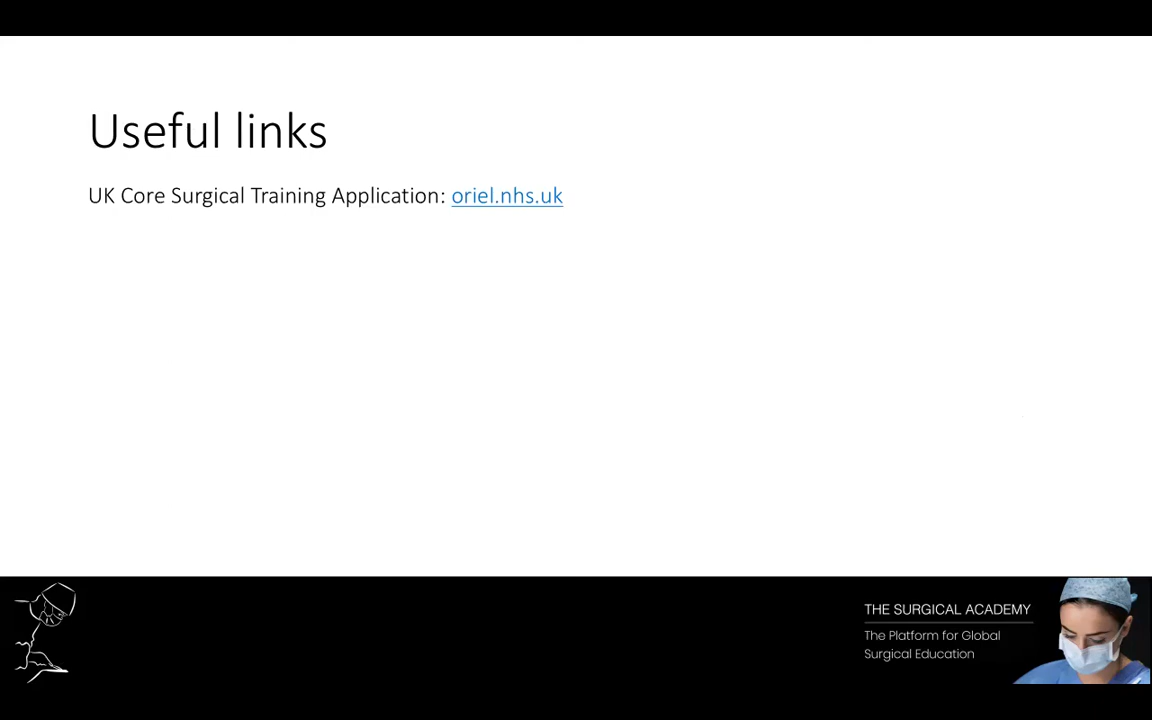 Useful links
UK Core Surgical Training Application: oriel.nhs.uk
THE SURGICAL ACADEMY
The Platform for Global
Surgical Education